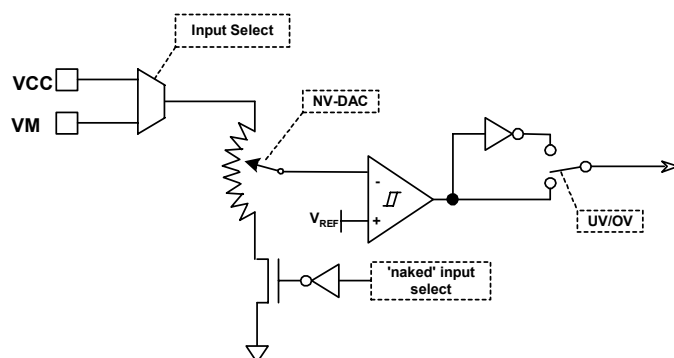 Input Select
VCC
VM
NV-DAC
-
VREF
+
UV/OV
'naked' input
select